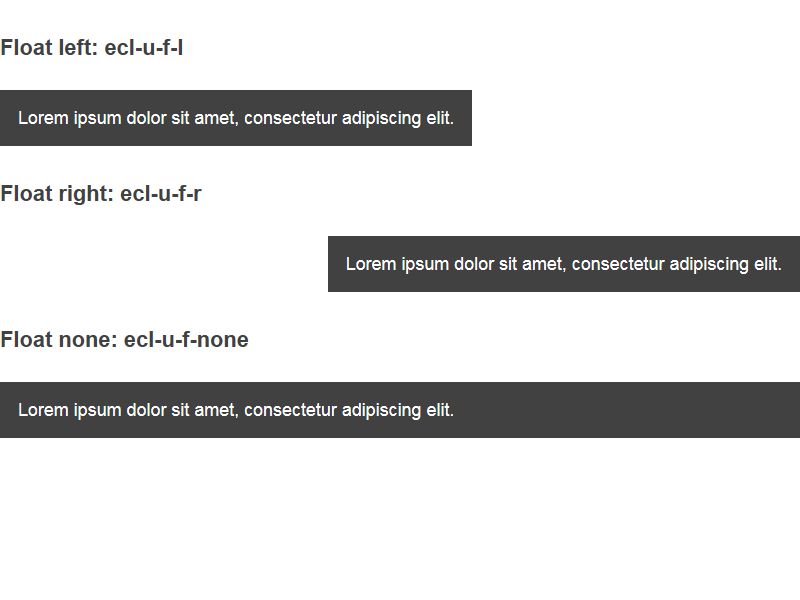 Float left: ecl-u-f-l
Lorem ipsum dolor sit amet, consectetur adipiscing elit.
Float right: ecl-u-f-r
Lorem ipsum dolor sit amet, consectetur adipiscing elit.
Float none: ecl-u-f-none
Lorem ipsum dolor sit amet, consectetur adipiscing elit.